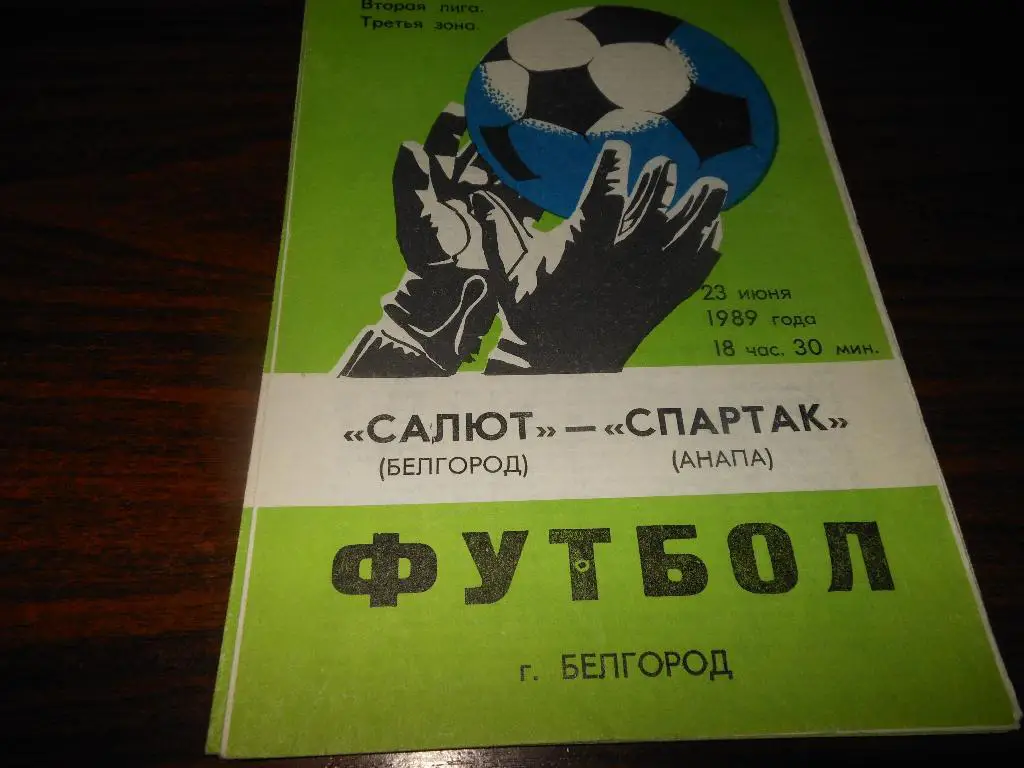 Вторая лига.
Третья зона.
23 июня
1989 года
18 час. 30 мин.
«САЛЮТ» — «СПАРТАК»
(БЕЛГОРОД) (АНАПА)
ФУТБОЛ
г. БЕЛГОРОД